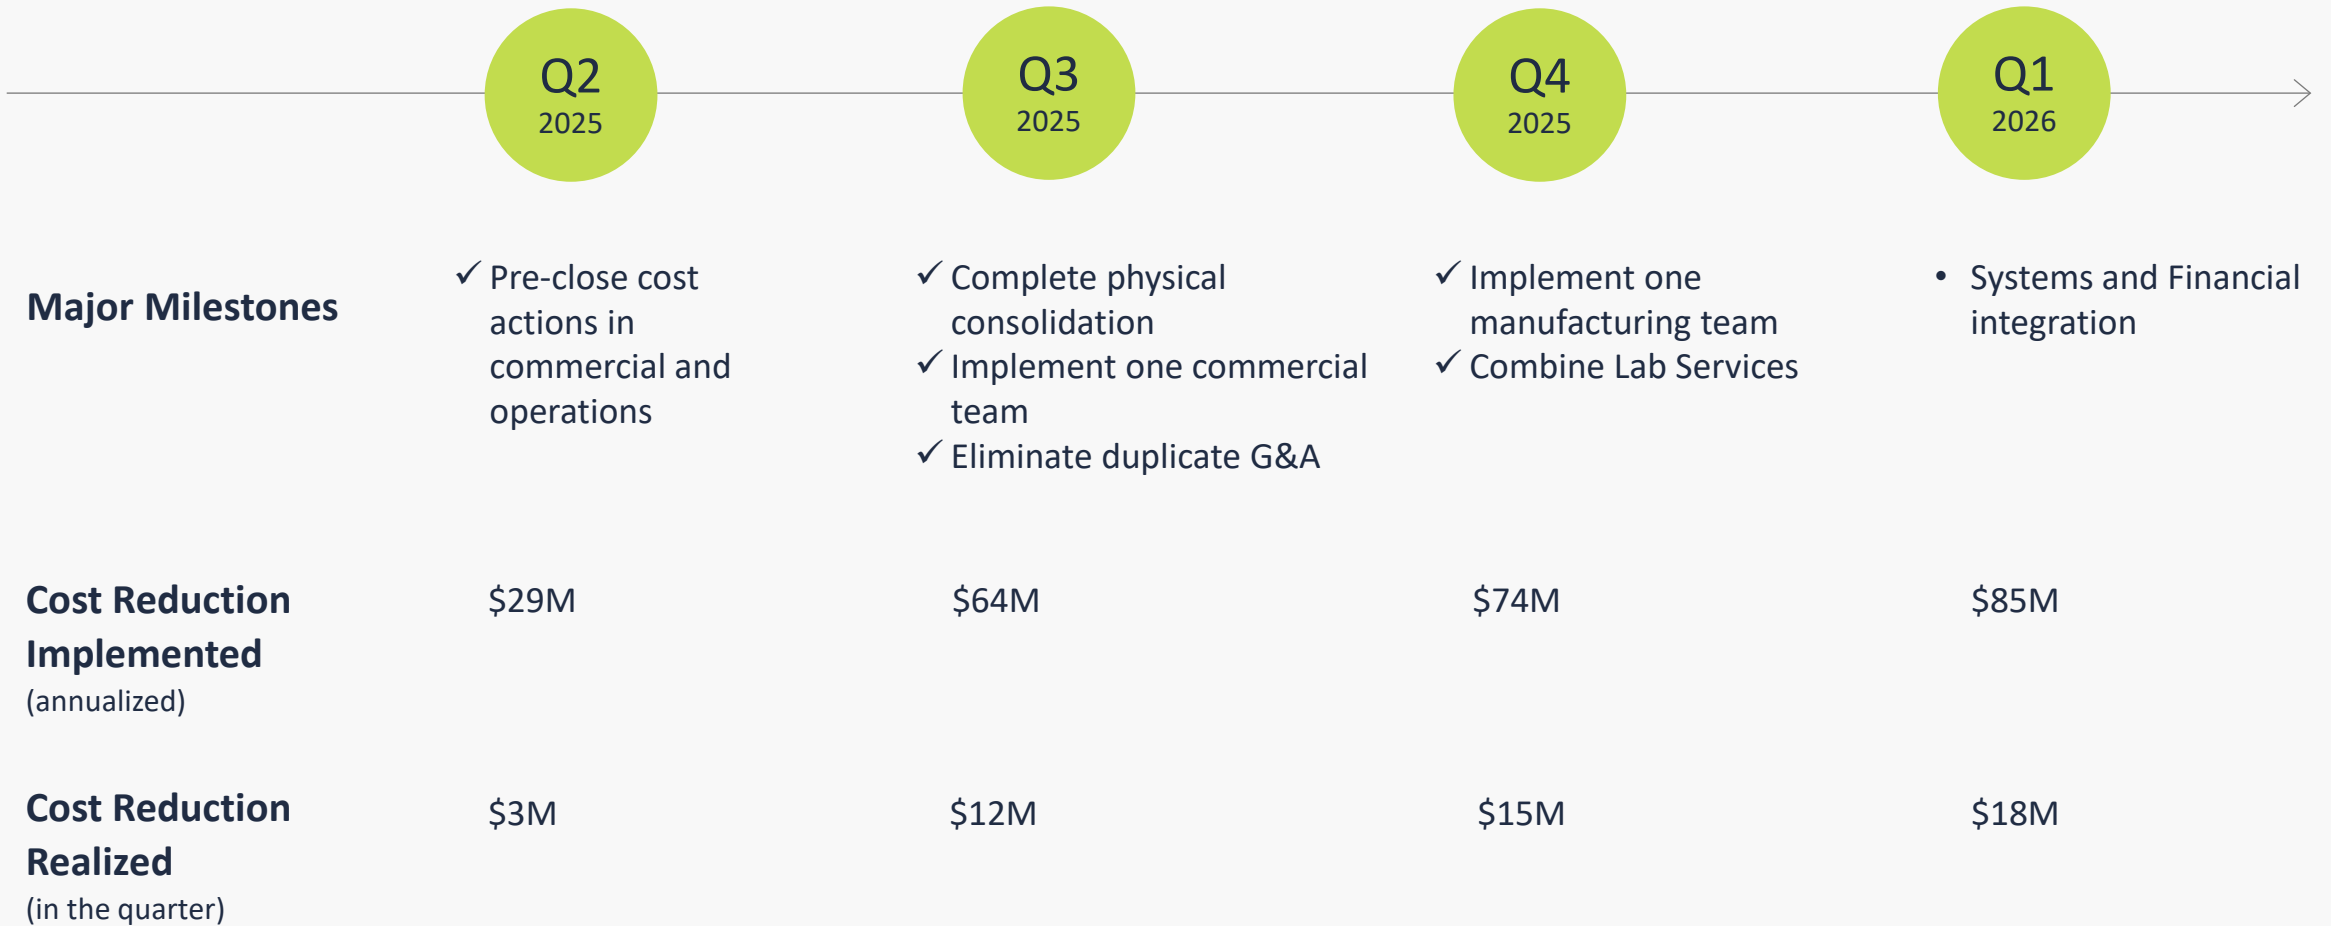 Q2
2025
Q3
2025
Q4
2025
Q1
2026
Major Milestones
✓ Pre-close cost
actions in
commercial and
operations
✓ Complete physical
consolidation
✓ Implement one commercial
team
✓ Eliminate duplicate G&A
✓ Implement one
manufacturing team
✓ Combine Lab Services
• Systems and Financial
integration
Cost Reduction
Implemented
(annualized)
$29M
$64M
$74M
$85M
Cost Reduction
Realized
(in the quarter)
$3M
$12M
$15M
$18M